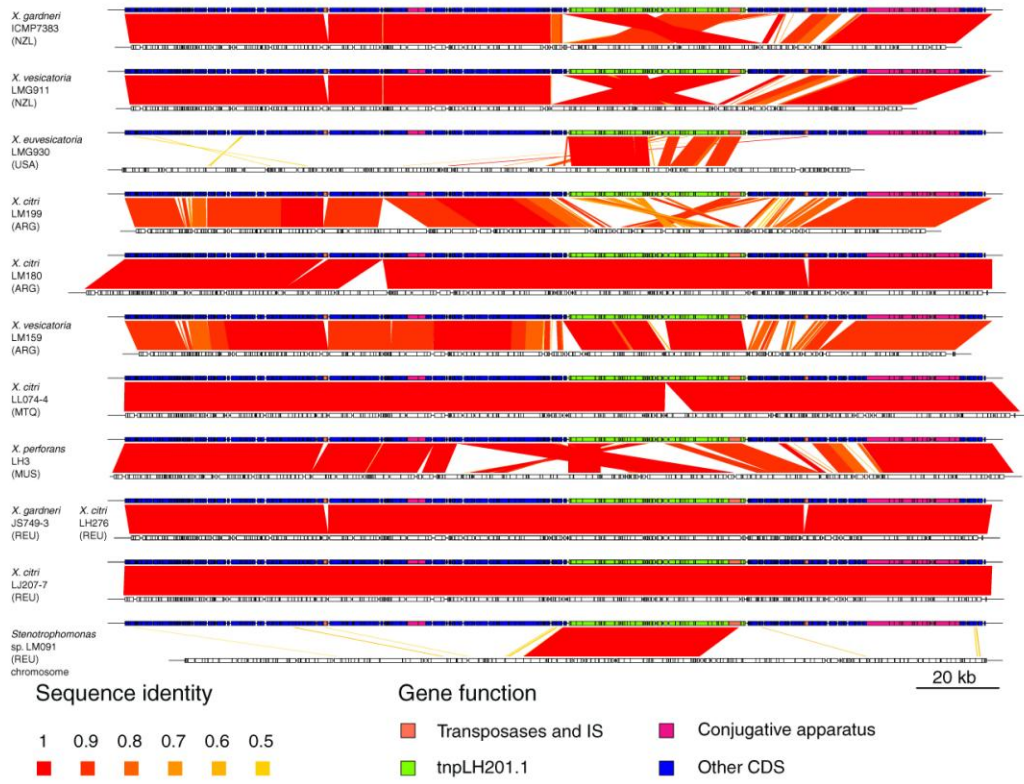 X. gardneri
ICMP7383
(NZL)
X. vesicatoria
LMG911
(NZL)
X. euvesicatoria
LMG930
(USA)
X. citri
LM199
(ARG)
X. citri
LM180
(ARG)
X. vesicatoria
LM159
(ARG)
X. citri
LL074-4
(MTQ)
X. perforans
LH3
(MUS)
X. gardneri X. citri
JS749-3 LH276
(REU) (REU)
X. citri
LJ207-7
(REU)
Stenotrophomonas
sp. LM091
(REU)
chromosome
20 kb
Sequence identity
1 0.9 0.8 0.7 0.6 0.5
Gene function
Transposases and IS
Conjugative apparatus
tnpLH201.1
Other CDS